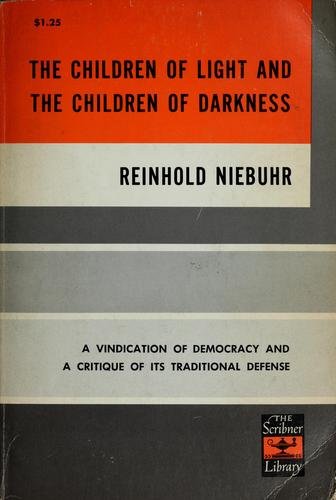 $1.25
THE CHILDREN OF LIGHT AND
THE CHILDREN OF DARKNESS
REINHOLD NIEBUHR
A VINDICATION OF DEMOCRACY AND
A CRITIQUE OF ITS TRADITIONAL DEFENSE
THE
Scribner
Library